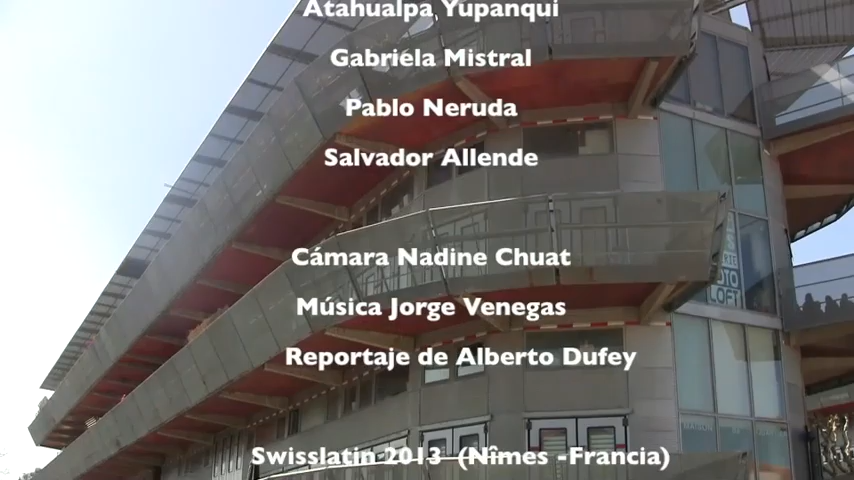 Atahualpa Yupanqui
Gabriela Mistral
Pablo Neruda
Salvador Allende
Cámara Nadine Chuat
Música Jorge Venegas
Reportaje de Alberto Dufey
Swisslatin 2013 (Nîmes -Francia)
LOFT